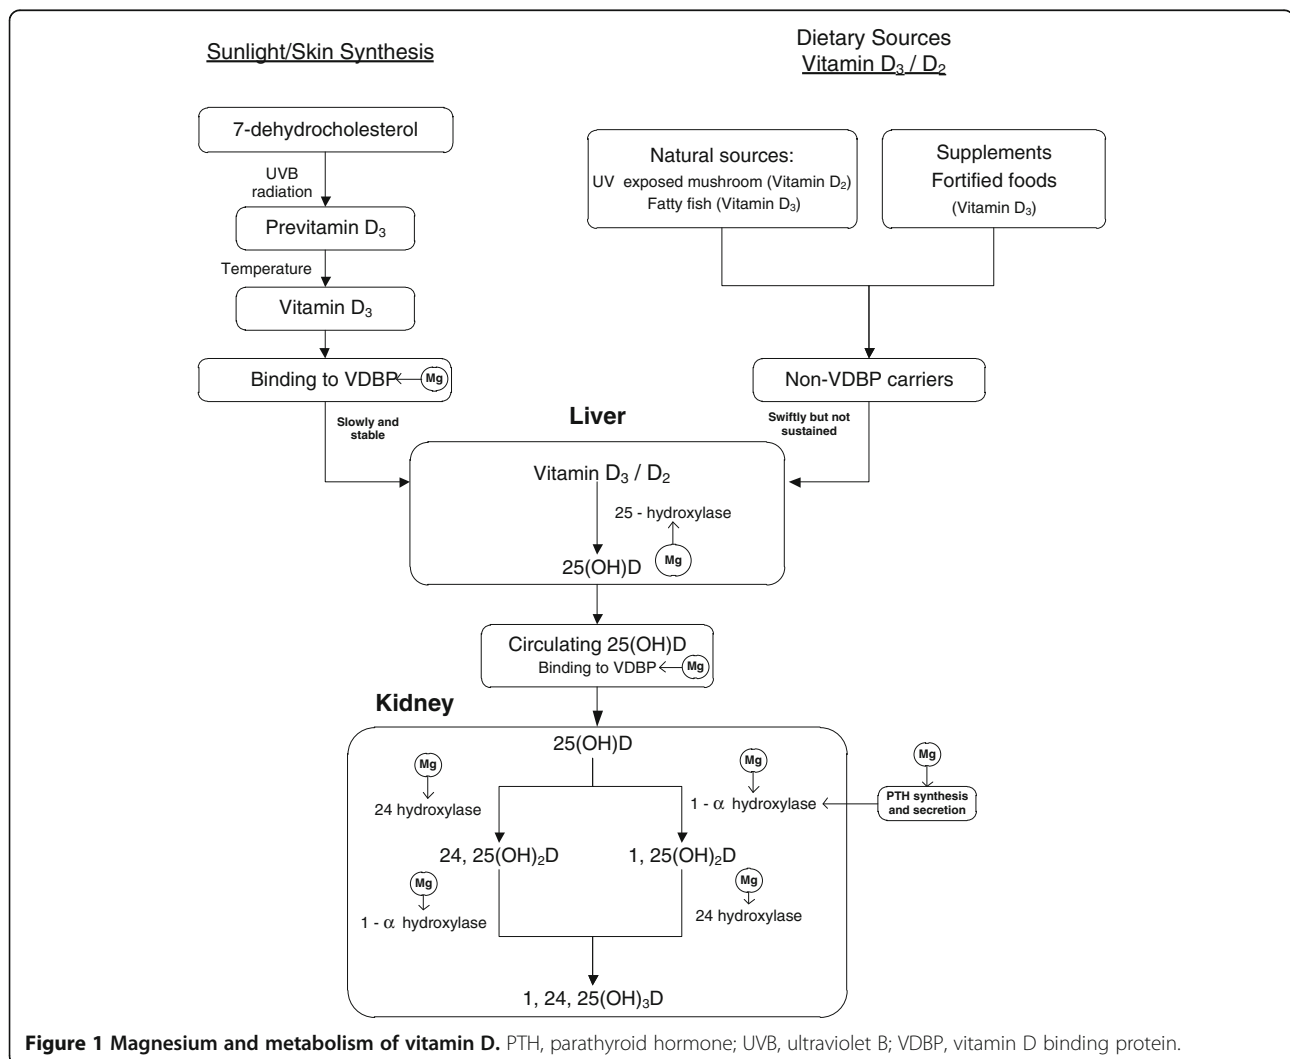 Sunlight/Skin Synthesis
Dietary Sources
Vitamin D₃ / D₂
7-dehydrocholesterol
UVB
radiation
Previtamin D₃
Temperature
Vitamin D₃
Binding to VDBP
Mg
Slowly and
stable
Natural sources:
UV exposed mushroom (Vitamin D₂)
Fatty fish (Vitamin D₃)
Supplements
Fortified foods
(Vitamin D₃)
Non-VDBP carriers
Swiftly but not
sustained
Liver
Vitamin D₃ / D₂
25 - hydroxylase
Mg
25(OH)D
Circulating 25(OH)D
Binding to VDBP
Mg
Kidney
25(OH)D
Mg
24 hydroxylase
Mg
1 - α hydroxylase
Mg
PTH synthesis
and secretion
24, 25(OH)₂D
1, 25(OH)₂D
Mg
1 - α hydroxylase
Mg
24 hydroxylase
1, 24, 25(OH)₃D
Figure 1 Magnesium and metabolism of vitamin D. PTH, parathyroid hormone; UVB, ultraviolet B; VDBP, vitamin D binding protein.